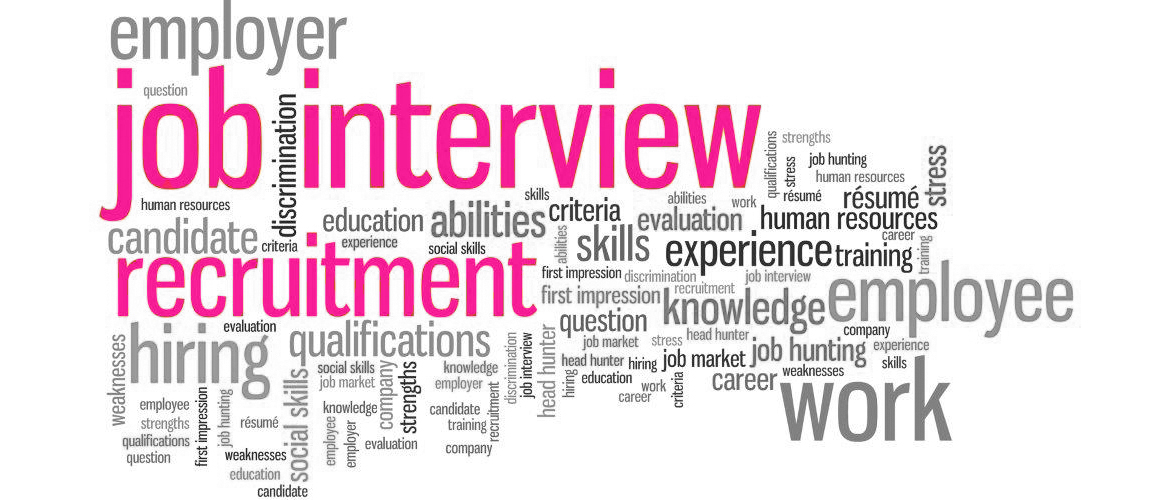 employer
job interview
question
discrimination
strengths
qualifications
stress
job hunting
human resources
stress
résumé
résumé
skills
abilities
work
human resources
candidate
criteria
education
abilities
criteria
evaluation
human resources
experience
social skills
abilities
skills
experience
career
training
training
recruitment
first impression
discrimination
job interview
first impression
recruitment
knowledge
employee
question
evaluation
hiring
qualifications
company
head hunter
job market
stress
experience
weaknesses
discrimination
job interview
head hunter
head hunter
hiring
hiring
job market
job hunting
skills
weaknesses
social skills
job market
company
strengths
knowledge
employer
education
work
career
criteria
career
work
employee
first impression
job hunting
social skills
knowledge
candidate
recruitment
strengths
résumé
training
qualifications
employee
employer
evaluation
company
question
weaknesses
education
candidate